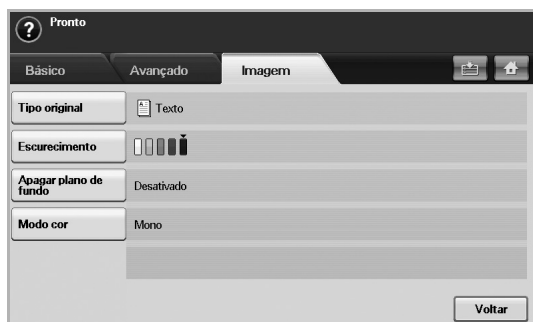 Pronto
Básico Avançado Imagem
Tipo original Texto
Escurecimento
Apagar plano de
fundo Desativado
Modo cor Mono
Voltar